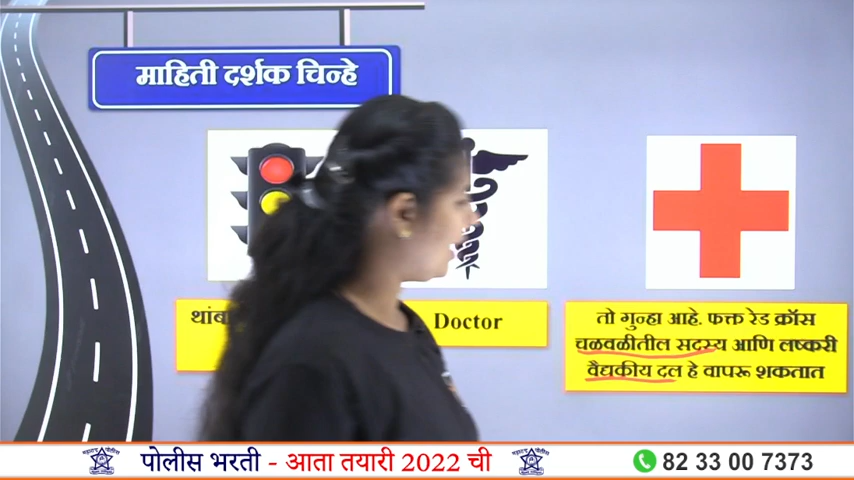 माहिती दर्शक चिन्हे
थांबा
Doctor
तो गुन्हा आहे. फक्त रेड क्रॉस
चळवळीतील सदस्य आणि लष्करी
वैद्यकीय दल हे वापरू शकतात
पोलीस भरती - आता तयारी 2022 ची
82 33 00 7373